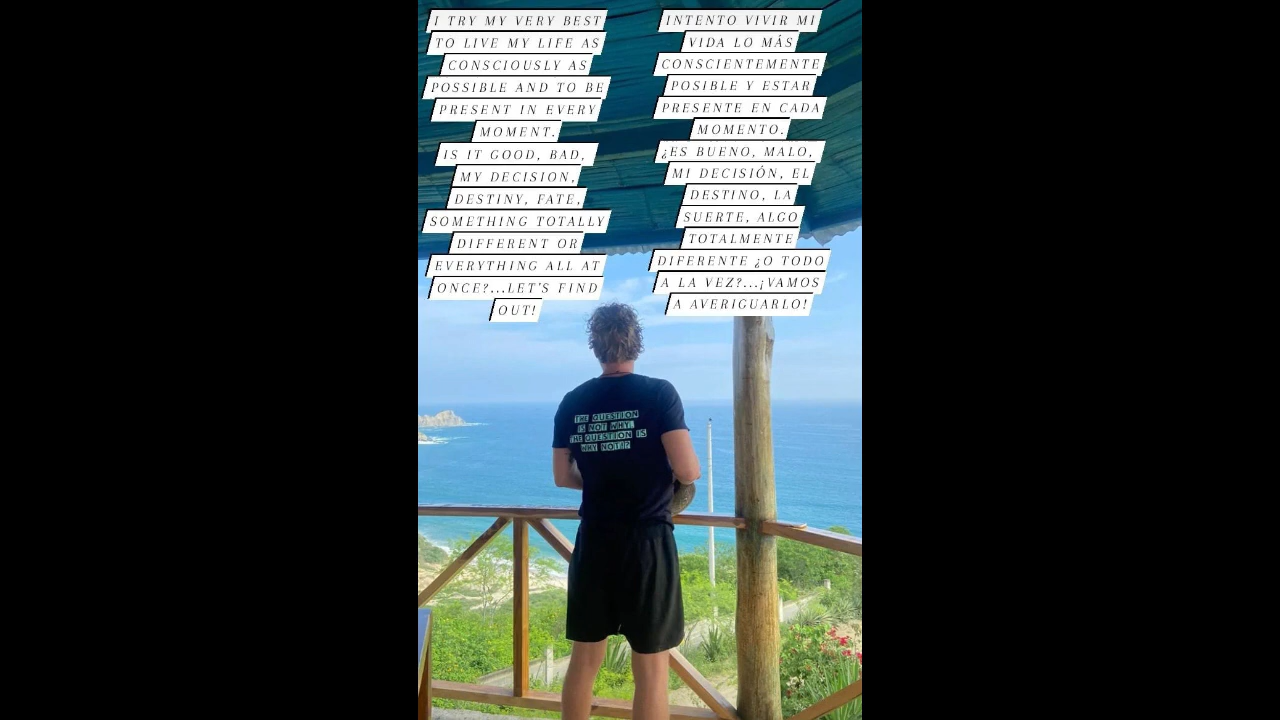 I TRY MY VERY BEST
TO LIVE MY LIFE AS
CONSCIOUSLY AS
POSSIBLE AND TO BE
PRESENT IN EVERY
MOMENT.
IS IT GOOD, BAD,
MY DECISION,
DESTINY, FATE,
SOMETHING TOTALLY
DIFFERENT OR
EVERYTHING ALL AT
ONCE?...LET'S FIND
OUT!
INTENTO VIVIR MI
VIDA LO MÁS
CONSCIENTEMENTE
POSIBLE Y ESTAR
PRESENTE EN CADA
MOMENTO.
¿ES BUENO, MALO,
MI DECISIÓN, EL
DESTINO, LA
SUERTE, ALGO
TOTALMENTE
DIFERENTE ¿O TODO
A LA VEZ?...¡VAMOS
A AVERIGUARLO!
THE QUESTION
IS NOT WHY.
THE QUESTION IS
WHY NOT!?